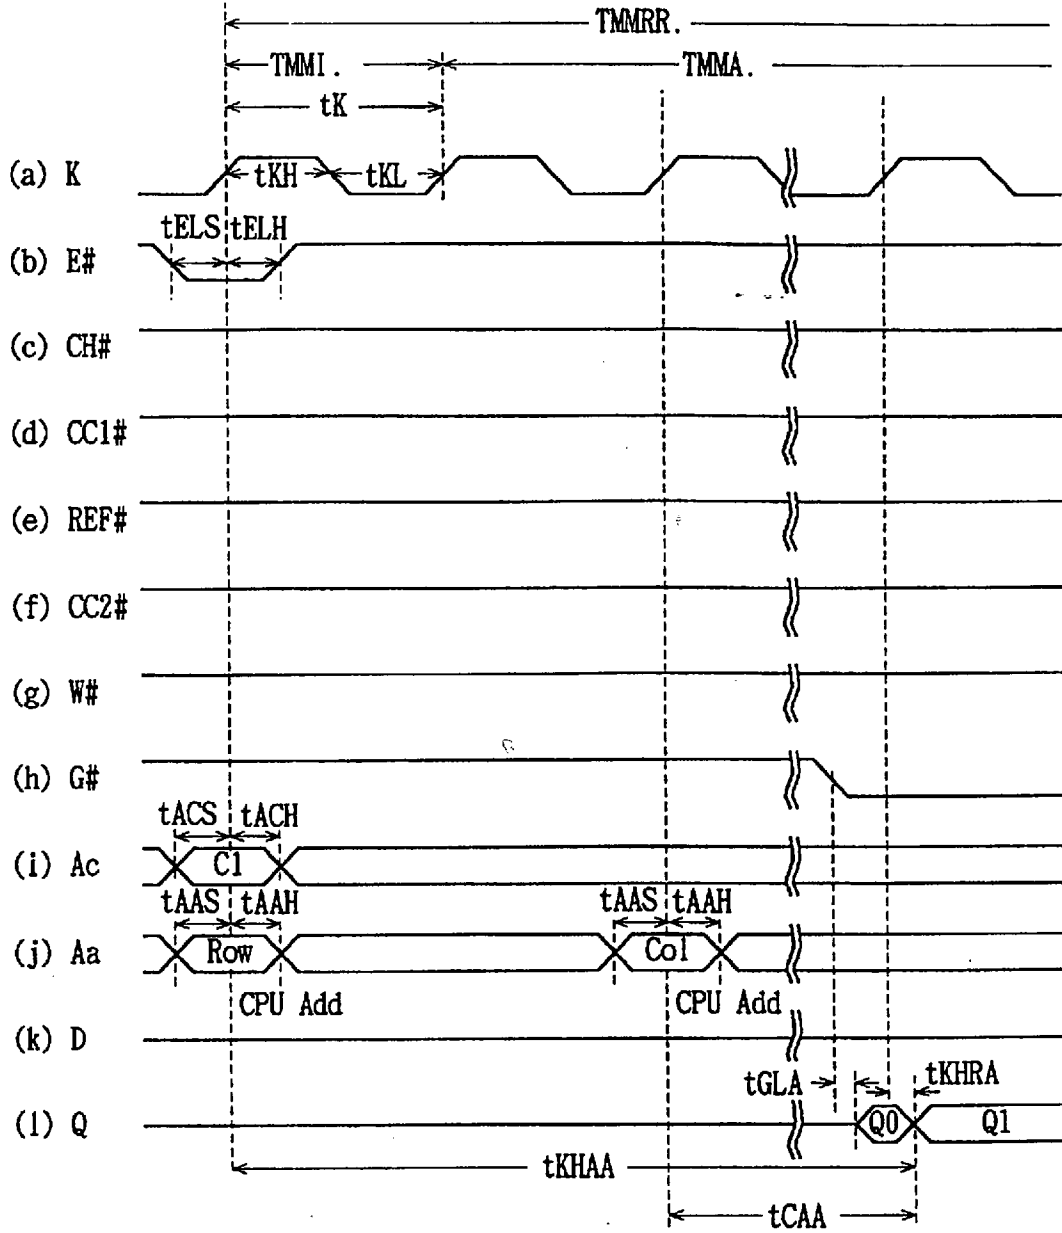 TMMRR.
TMMI. TMMA.
tK
(a) K tKH tKL
tELS tELH
(b) E#
(c) CH#
(d) CC1#
(e) REF#
(f) CC2#
(g) W#
(h) G#
tACS tACH
(i) Ac C1
tAAS tAAH tAAS tAAH
(j) Aa Row Col
CPU Add CPU Add
(k) D
tGLA tKHRA
(l) Q Q0 Q1
tKHAA
tCAA